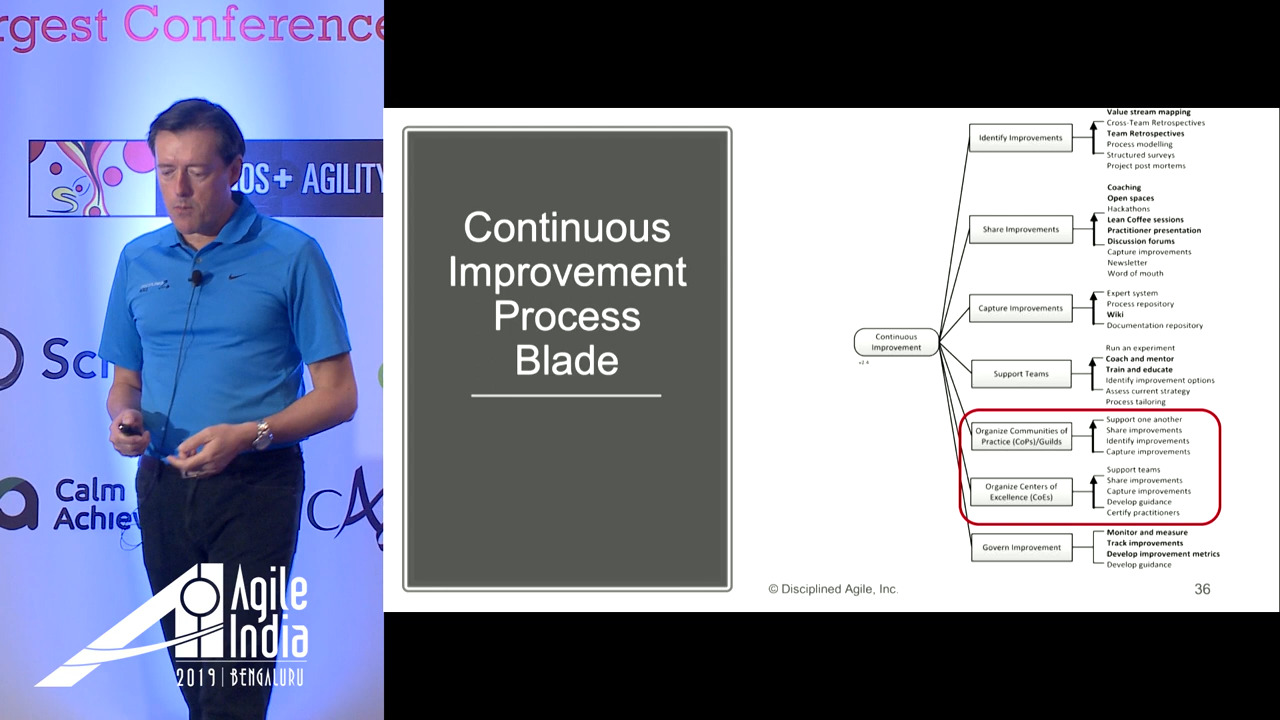 rgest Conference
OS+ AGILITY
Sc
Calm
Achie
CA
Agile
India
2019 | BENGALURU
Continuous
Improvement
Process
Blade
Continuous
Improvement
Identify Improvements
Value stream mapping
Cross-Team Retrospectives
Team Retrospectives
Process modelling
Structured surveys
Project post mortems
Share Improvements
Coaching
Open spaces
Hackathons
Lean Coffee sessions
Practitioner presentation
Discussion forums
Capture improvements
Newsletter
Word of mouth
Capture Improvements
Expert system
Process repository
Wiki
Documentation repository
Support Teams
Run an experiment
Coach and mentor
Train and educate
Identify improvement options
Assess current strategy
Process tailoring
Organize Communities of
Practice (CoPs)/Guilds
Support one another
Share improvements
Identify improvements
Capture improvements
Organize Centers of
Excellence (CoEs)
Support teams
Share improvements
Capture improvements
Develop guidance
Certify practitioners
Govern Improvement
Monitor and measure
Track improvements
Develop improvement metrics
Develop guidance
© Disciplined Agile, Inc.
36